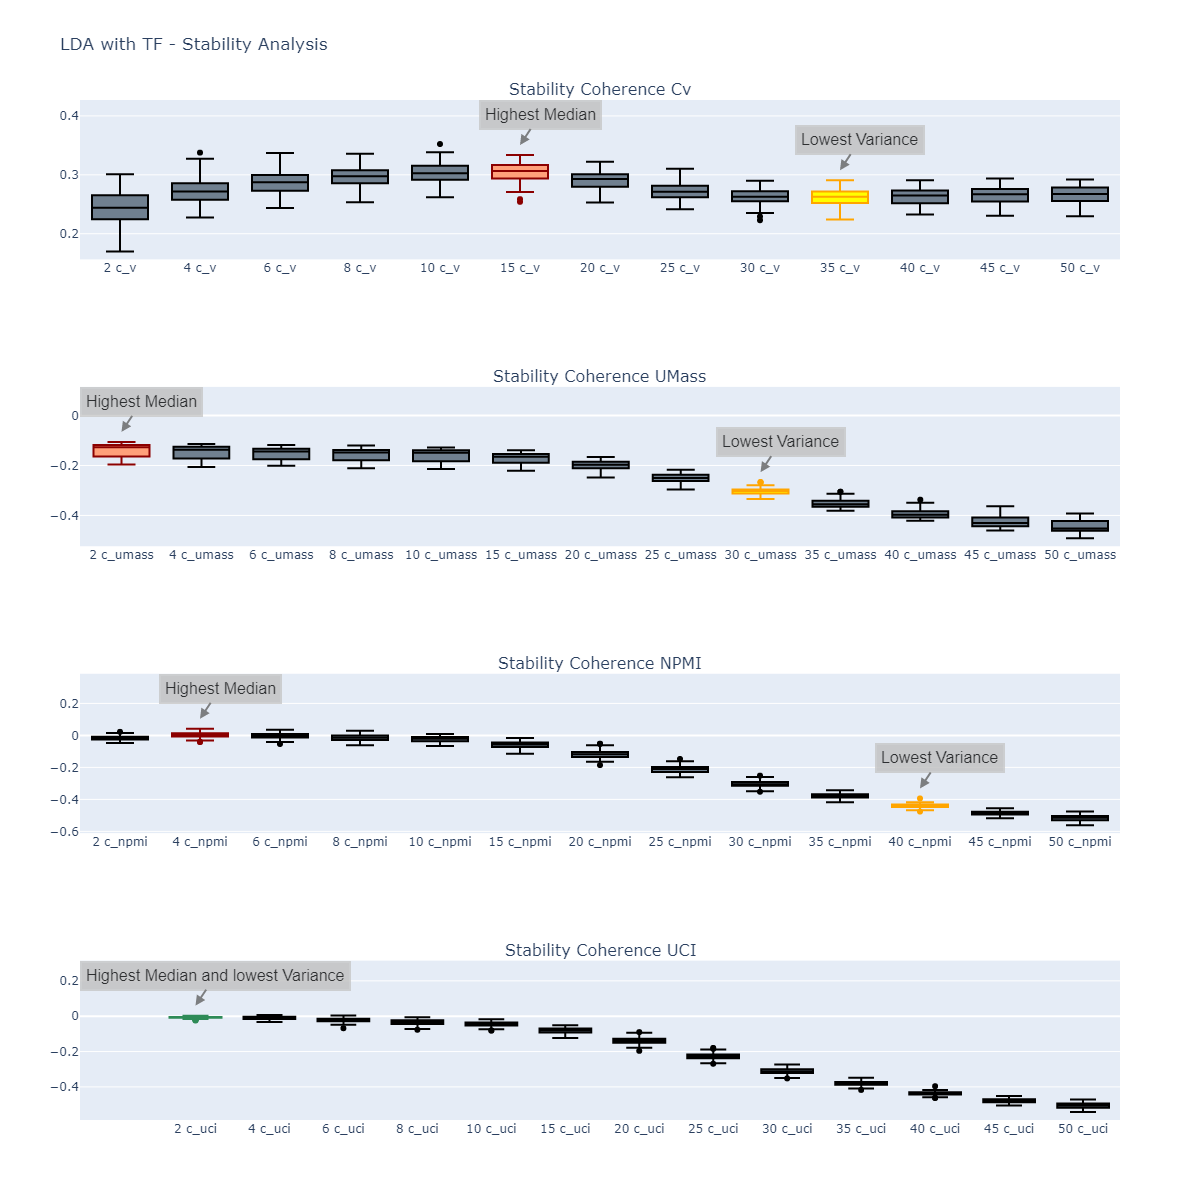 LDA with TF - Stability Analysis
Stability Coherence Cv
Highest Median
Lowest Variance
0.4
0.3
0.2
2 c_v 4 c_v 6 c_v 8 c_v 10 c_v 15 c_v 20 c_v 25 c_v 30 c_v 35 c_v 40 c_v 45 c_v 50 c_v
Stability Coherence UMass
Highest Median
Lowest Variance
0
−0.2
−0.4
2 c_umass 4 c_umass 6 c_umass 8 c_umass 10 c_umass 15 c_umass 20 c_umass 25 c_umass 30 c_umass 35 c_umass 40 c_umass 45 c_umass 50 c_umass
Stability Coherence NPMI
Highest Median
Lowest Variance
0.2
0
−0.2
−0.4
−0.6
2 c_npmi 4 c_npmi 6 c_npmi 8 c_npmi 10 c_npmi 15 c_npmi 20 c_npmi 25 c_npmi 30 c_npmi 35 c_npmi 40 c_npmi 45 c_npmi 50 c_npmi
Stability Coherence UCI
Highest Median and lowest Variance
0.2
0
−0.2
−0.4
2 c_uci 4 c_uci 6 c_uci 8 c_uci 10 c_uci 15 c_uci 20 c_uci 25 c_uci 30 c_uci 35 c_uci 40 c_uci 45 c_uci 50 c_uci